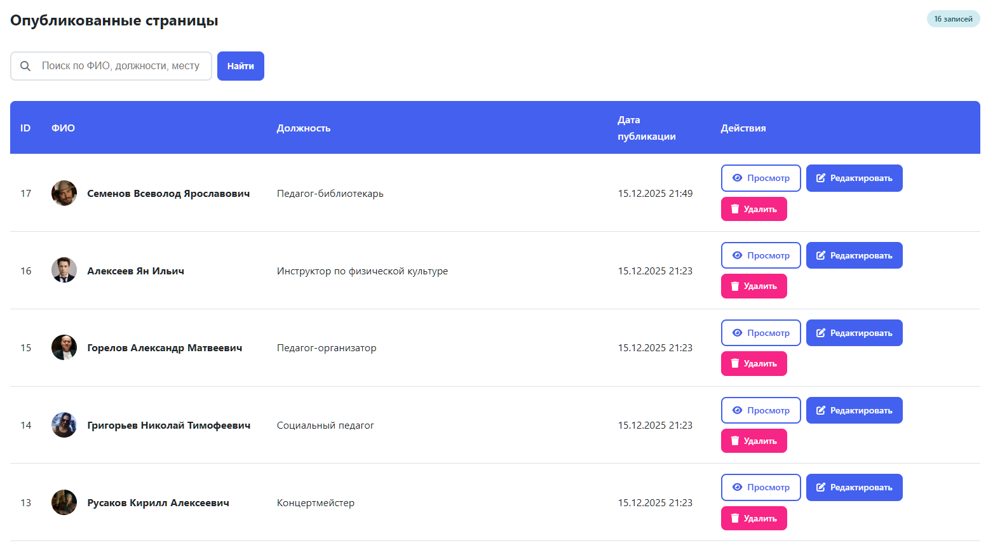 Опубликованные страницы
16 записей
Поиск по ФИО, должности, месту
Найти
ID ФИО Должность Дата публикации Действия
17 Семенов Всеволод Ярославович Педагог-библиотекарь 15.12.2025 21:49 Просмотр Редактировать
Удалить
16 Алексеев Ян Ильич Инструктор по физической культуре 15.12.2025 21:23 Просмотр Редактировать
Удалить
15 Горелов Александр Матвеевич Педагог-организатор 15.12.2025 21:23 Просмотр Редактировать
Удалить
14 Григорьев Николай Тимофеевич Социальный педагог 15.12.2025 21:23 Просмотр Редактировать
Удалить
13 Русаков Кирилл Алексеевич Концертмейстер 15.12.2025 21:23 Просмотр Редактировать
Удалить